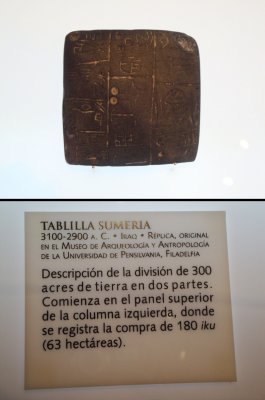 TABLILLA SUMERIA
3100-2900 A. C. • IRAQ • RÉPLICA, ORIGINAL
EN EL MUSEO DE ARQUEOLOGÍA Y ANTROPOLOGÍA
DE LA UNIVERSIDAD DE PENSILVANIA, FILADELFIA
Descripción de la división de 300
acres de tierra en dos partes.
Comienza en el panel superior
de la columna izquierda, donde
se registra la compra de 180 iku
(63 hectáreas).